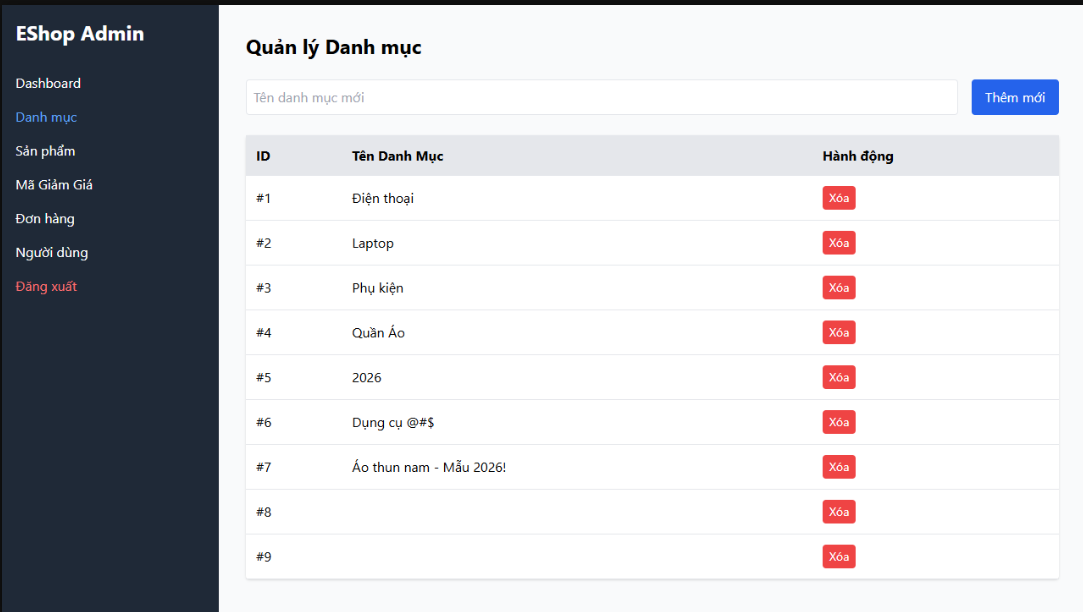 EShop Admin
Dashboard
Danh mục
Sản phẩm
Mã Giảm Giá
Đơn hàng
Người dùng
Đăng xuất
Quản lý Danh mục
Tên danh mục mới
Thêm mới
ID Tên Danh Mục Hành động
#1 Điện thoại Xóa
#2 Laptop Xóa
#3 Phụ kiện Xóa
#4 Quần Áo Xóa
#5 2026 Xóa
#6 Dụng cụ @#$ Xóa
#7 Áo thun nam - Mẫu 2026! Xóa
#8 Xóa
#9 Xóa